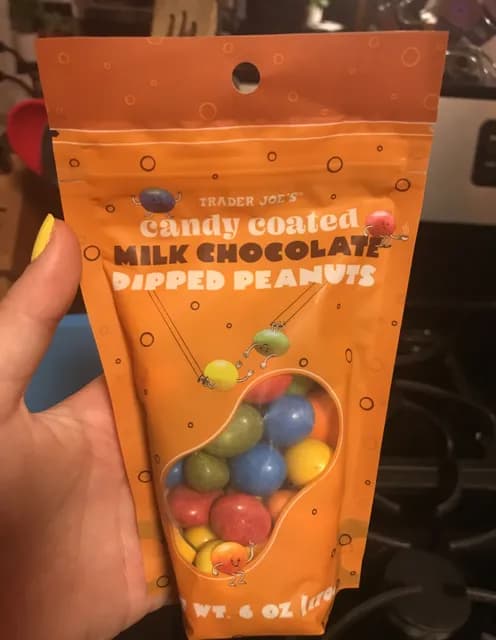 TRADER JOE'S
candy coated
MILK CHOCOLATE
DIPPED PEANUTS
WT. 6 OZ